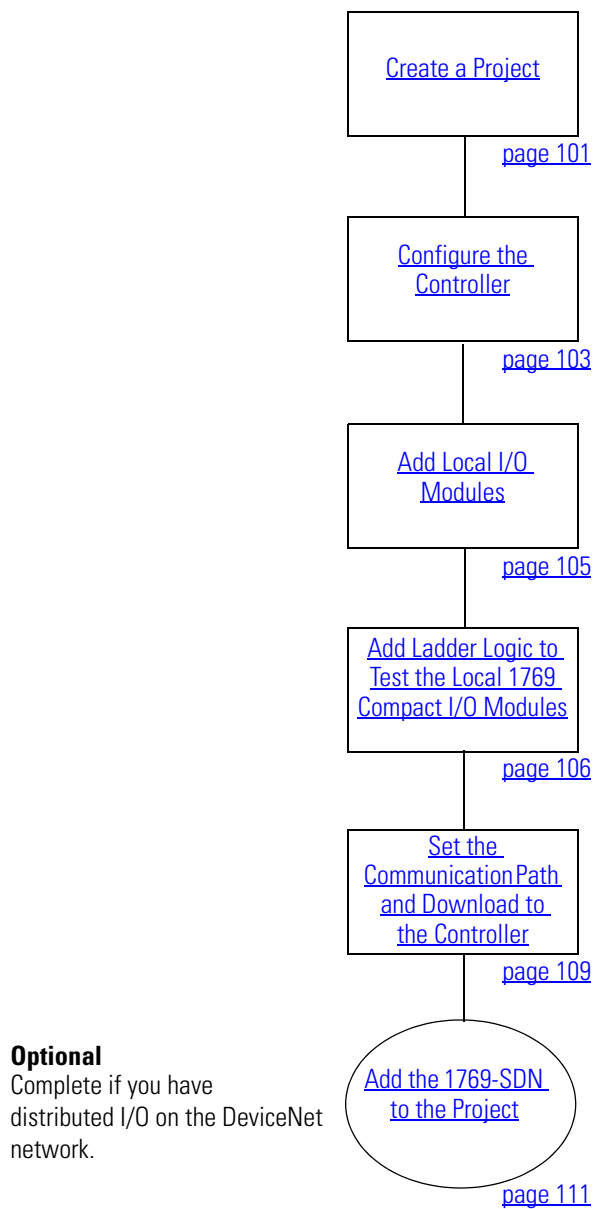 Create a Project
page 101
Configure the
Controller
page 103
Add Local I/O
Modules
page 105
Add Ladder Logic to
Test the Local 1769
Compact I/O Modules
page 106
Set the
Communication Path
and Download to
the Controller
page 109
Optional
Complete if you have
distributed I/O on the DeviceNet
network.
Add the 1769-SDN
to the Project
page 111